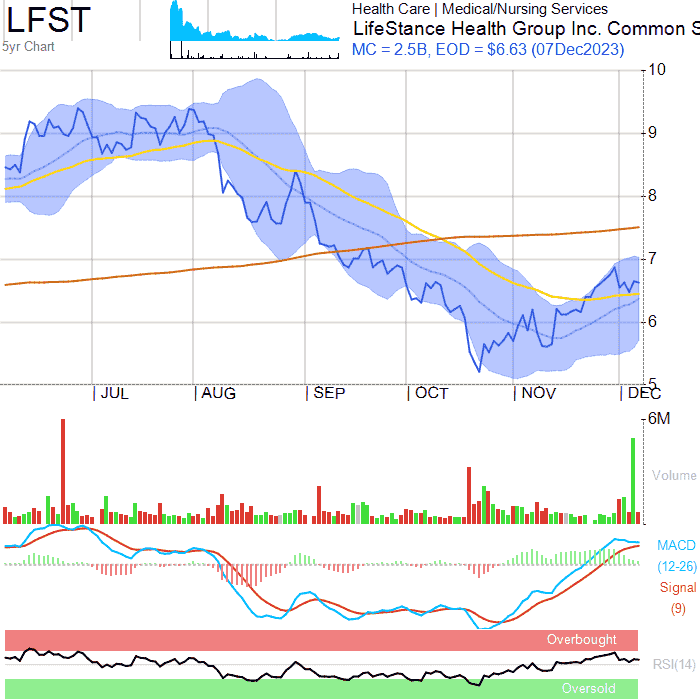 LFST
5yr Chart
Health Care | Medical/Nursing Services
LifeStance Health Group Inc. Common S
MC = 2.5B, EOD = $6.63 (07Dec2023)
10
9
8
7
6
5
JUL AUG SEP OCT NOV DEC
6M
Volume
MACD
(12-26)
Signal
(9)
Overbought
RSI(14)
Oversold